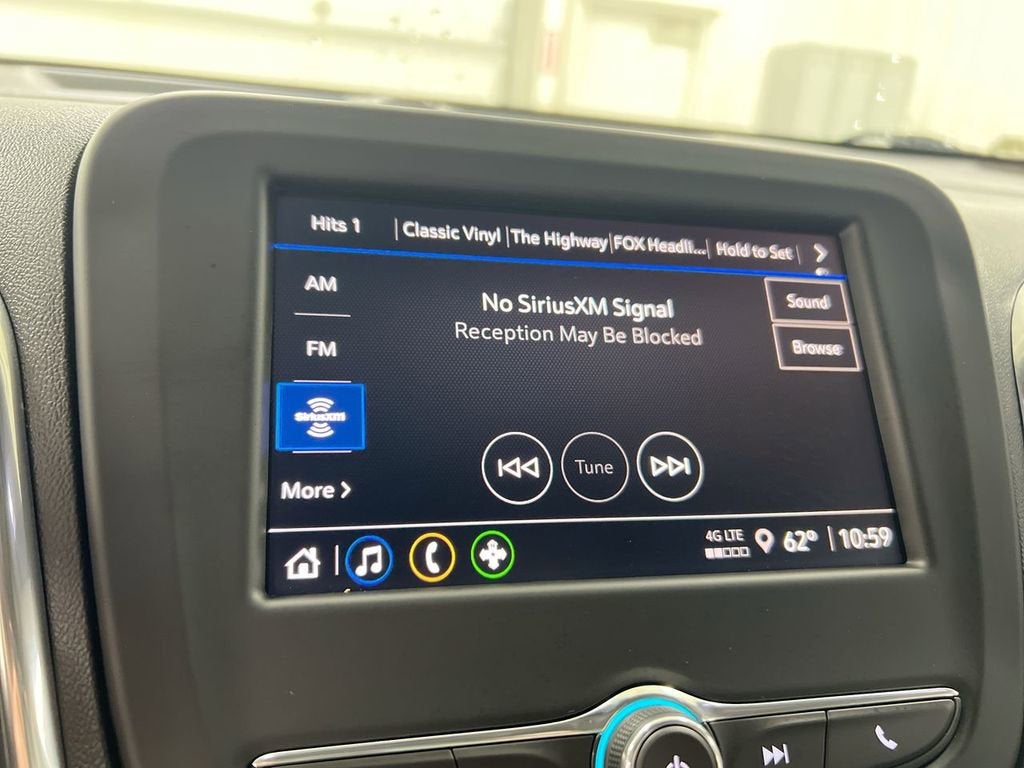 Hits 1 | Classic Vinyl | The Highway | FOX Headli... | Hold to Set |
AM
No SiriusXM Signal
Sound
Reception May Be Blocked
FM
Browse
SiriusXM
Tune
More
4G LTE
62° | 10:59